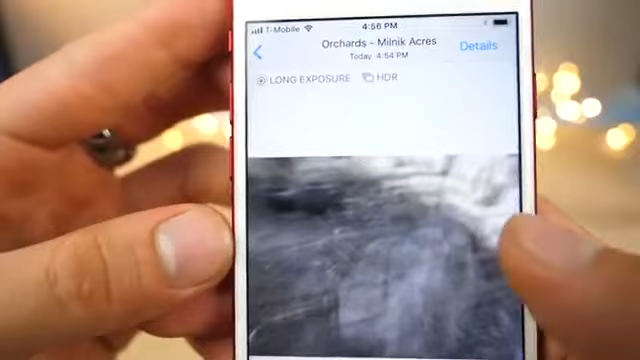 T-Mobile 4:56 PM
Orchards - Milnik Acres
Today 4:54 PM
Details
LONG EXPOSURE HDR